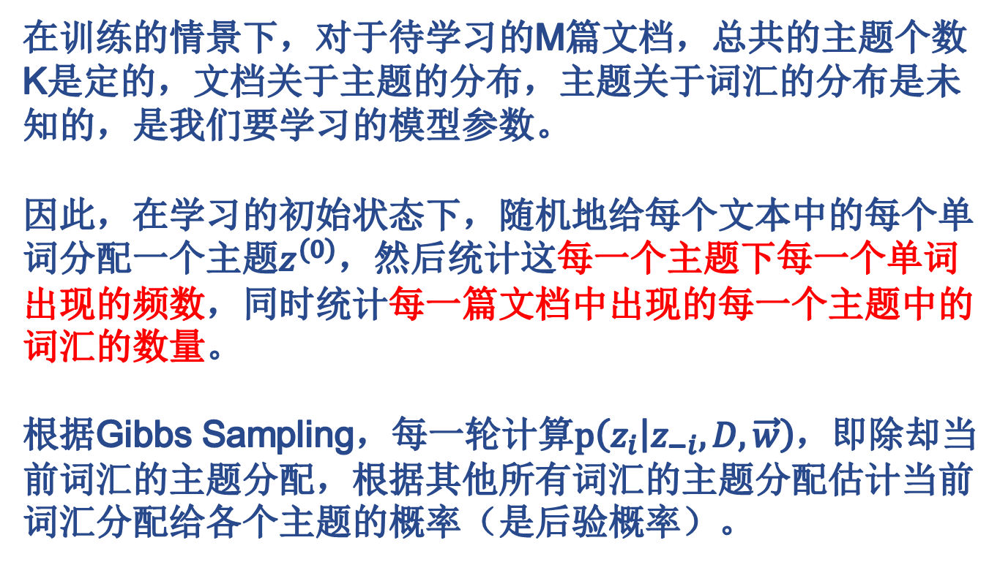 在训练的情景下，对于待学习的M篇文档，总共的主题个数
K是定的，文档关于主题的分布，主题关于词汇的分布是未
知的，是我们要学习的模型参数。
因此，在学习的初始状态下，随机地给每个文本中的每个单
词分配一个主题z⁽⁰⁾，然后统计这每一个主题下每一个单词
出现的频数，同时统计每一篇文档中出现的每一个主题中的
词汇的数量。
根据Gibbs Sampling，每一轮计算p(zᵢ|z₋ᵢ, D, w⃗)，即除却当
前词汇的主题分配，根据其他所有词汇的主题分配估计当前
词汇分配给各个主题的概率（是后验概率）。